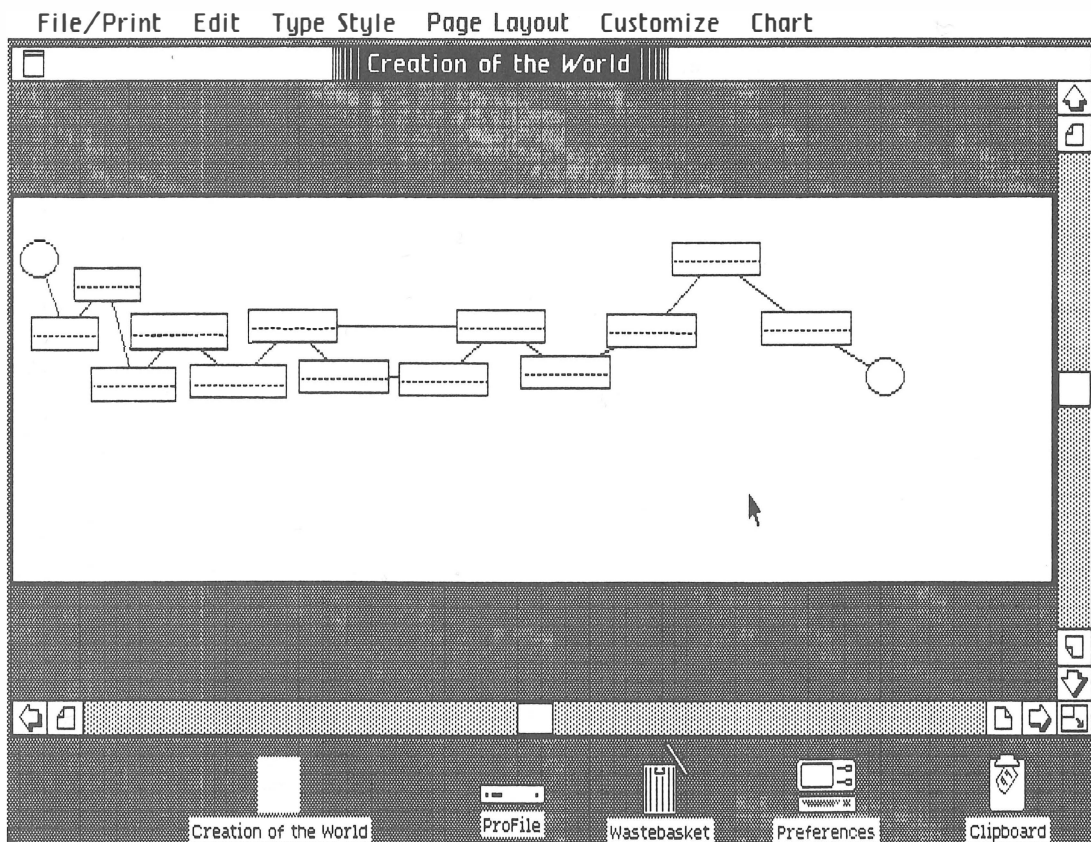 File/Print Edit Type Style Page Layout Customize Chart
Creation of the World
Creation of the World
ProFile
Wastebasket
Preferences
Clipboard